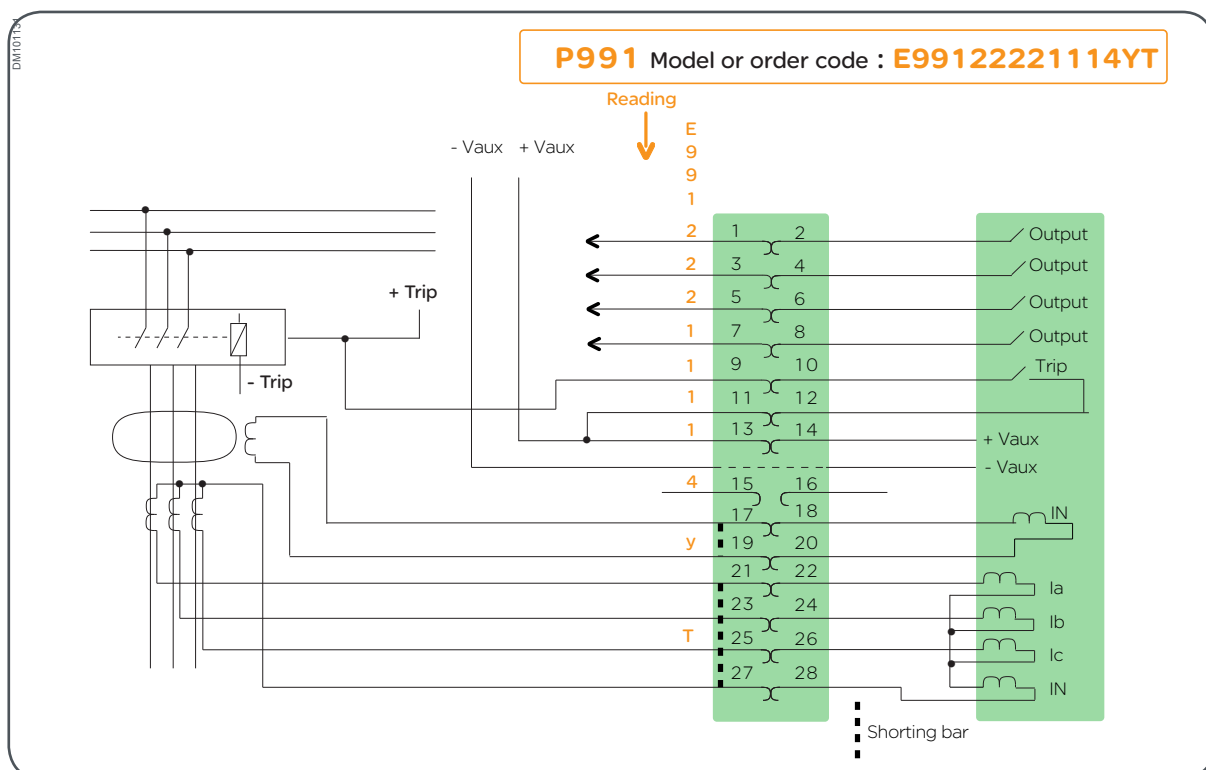 DM101131
P991 Model or order code : E99122221114YT
Reading
- Vaux + Vaux
E
9
9
1
2 1 2 Output
2 3 4 Output
+ Trip
2 5 6 Output
1 7 8 Output
1 9 10 Trip
- Trip
1 11 12
1 13 14 + Vaux
- Vaux
4 15 16
17 18 IN
y 19 20
21 22 Ia
23 24 Ib
T 25 26 Ic
27 28 IN
Shorting bar